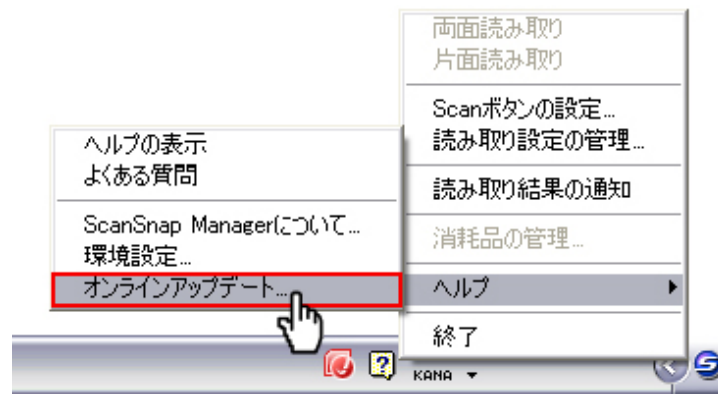 両面読み取り
片面読み取り
Scanボタンの設定...
読み取り設定の管理...
読み取り結果の通知
消耗品の管理...
ヘルプ
終了
ヘルプの表示
よくある質問
ScanSnap Managerについて...
環境設定...
オンラインアップデート...
KANA